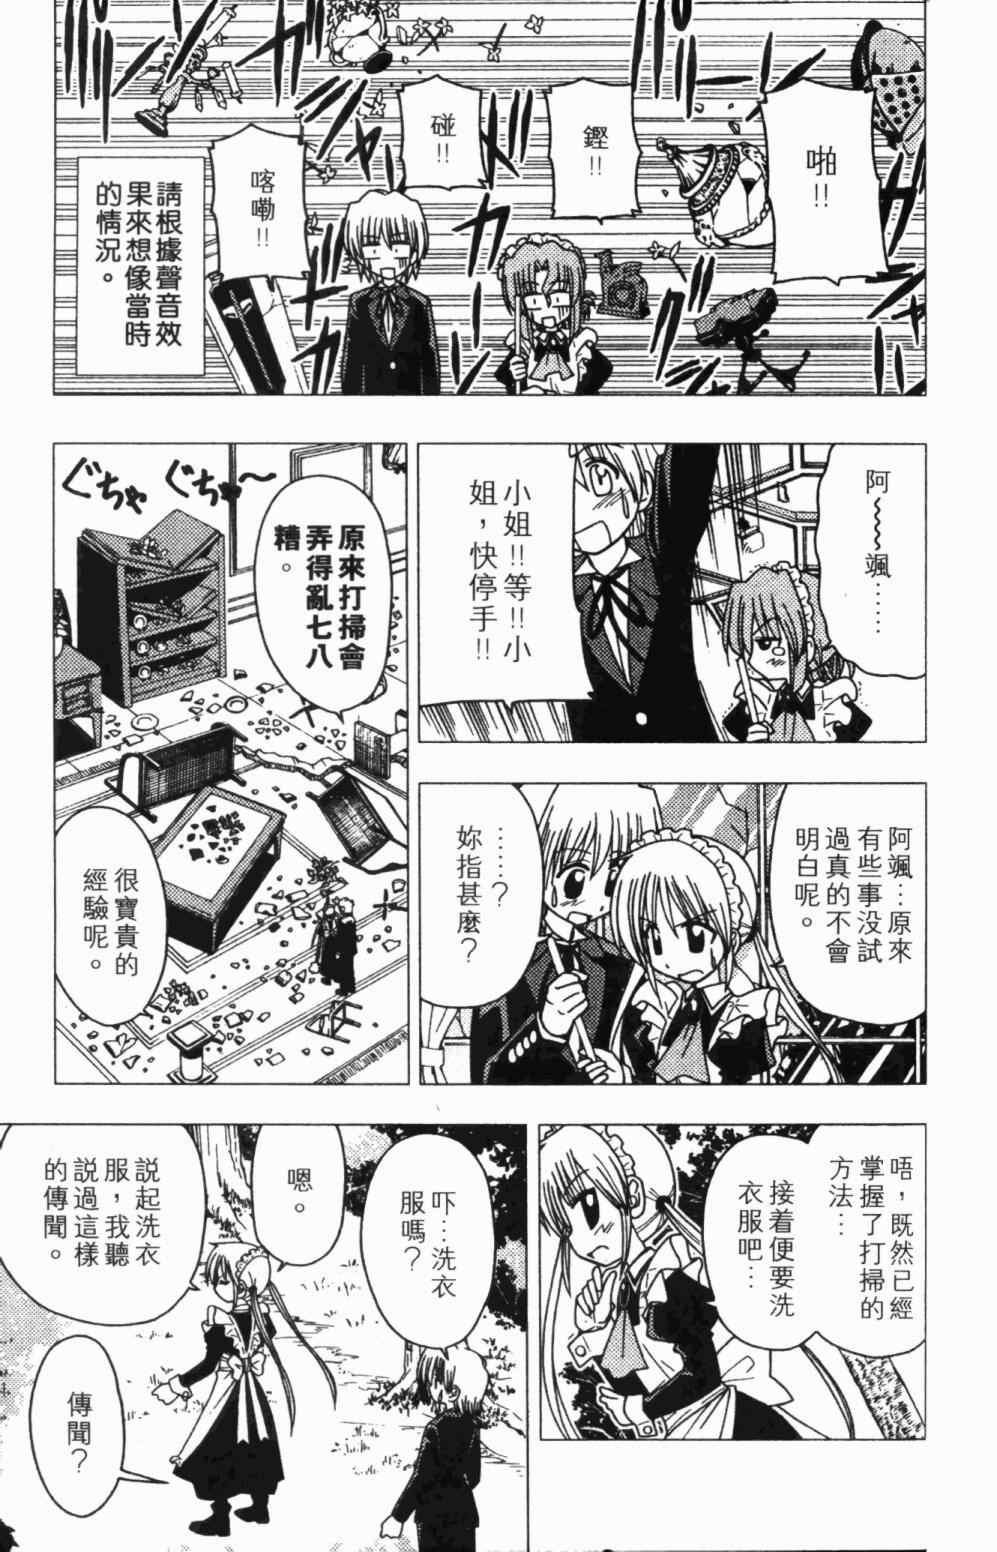 啪!!
鏗!!
碰!!
喀嘞!!
請根據聲音效
果來想像當時
的情況。
阿~~~颯……
小姐!!等!!小
姐，快停手!!
ぐちゃ
ぐちゃ～
原來打掃會
弄得亂七八
糟。
很寶貴的
經驗呢。
阿颯…原來
有些事沒試
過真的不會
明白呢。
……?
妳指甚麼?
唔，既然已經
掌握了打掃的
方法…
接着便要洗
衣服吧…
吓…洗衣
服嗎?
嗯。
說起洗衣
服，我聽
說過這樣
的傳聞。
傳聞?